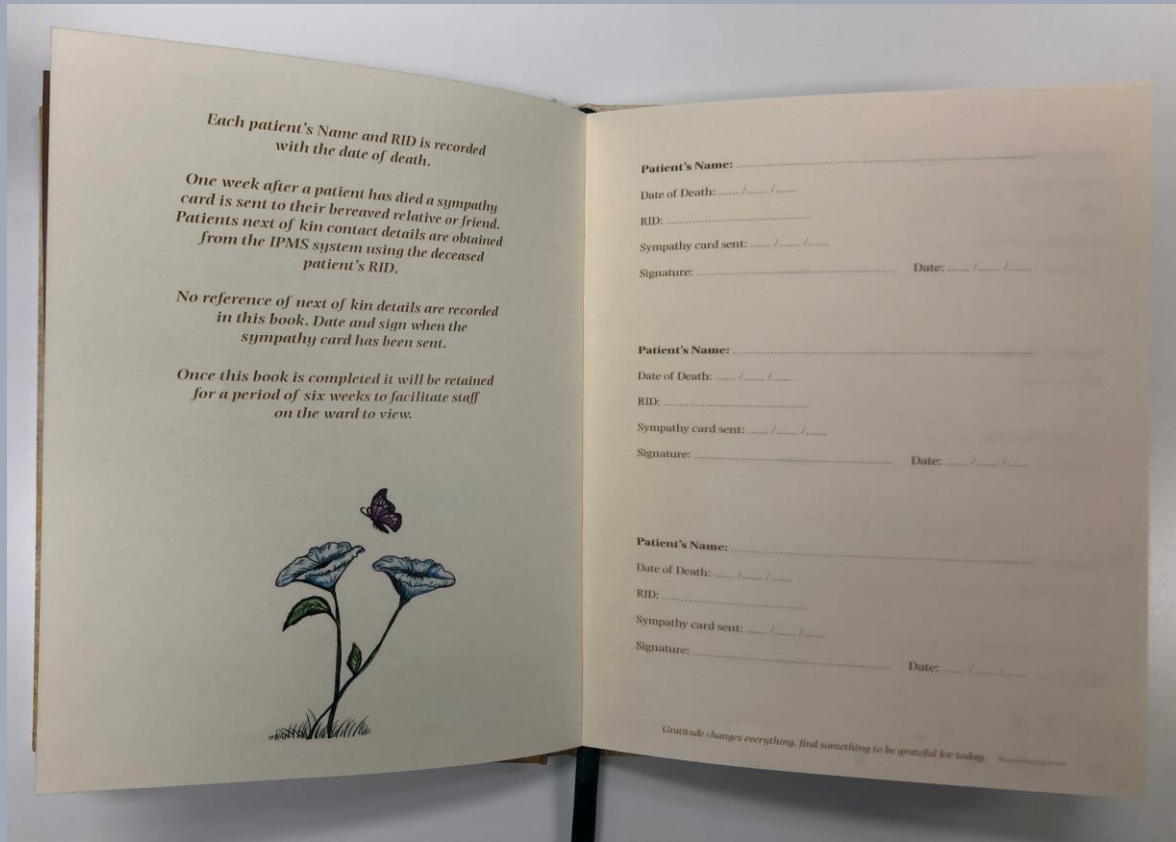 Each patient's Name and RID is recorded
with the date of death.
One week after a patient has died a sympathy
card is sent to their bereaved relative or friend.
Patients next of kin contact details are obtained
from the IPMS system using the deceased
patient's RID.
No reference of next of kin details are recorded
in this book. Date and sign when the
sympathy card has been sent.
Once this book is completed it will be retained
for a period of six weeks to facilitate staff
on the ward to view.
Patient's Name: ..........
Date of Death: ...... /...... /......
RID: ..........
Sympathy card sent: ...... /...... /......
Signature: .......... Date: ...... /...... /......
Patient's Name: ..........
Date of Death: ...... /...... /......
RID: ..........
Sympathy card sent: ...... /...... /......
Signature: .......... Date: ...... /...... /......
Patient's Name: ..........
Date of Death: ...... /...... /......
RID: ..........
Sympathy card sent: ...... /...... /......
Signature: .......... Date: ...... /...... /......
Gratitude changes everything, find something to be grateful for today.